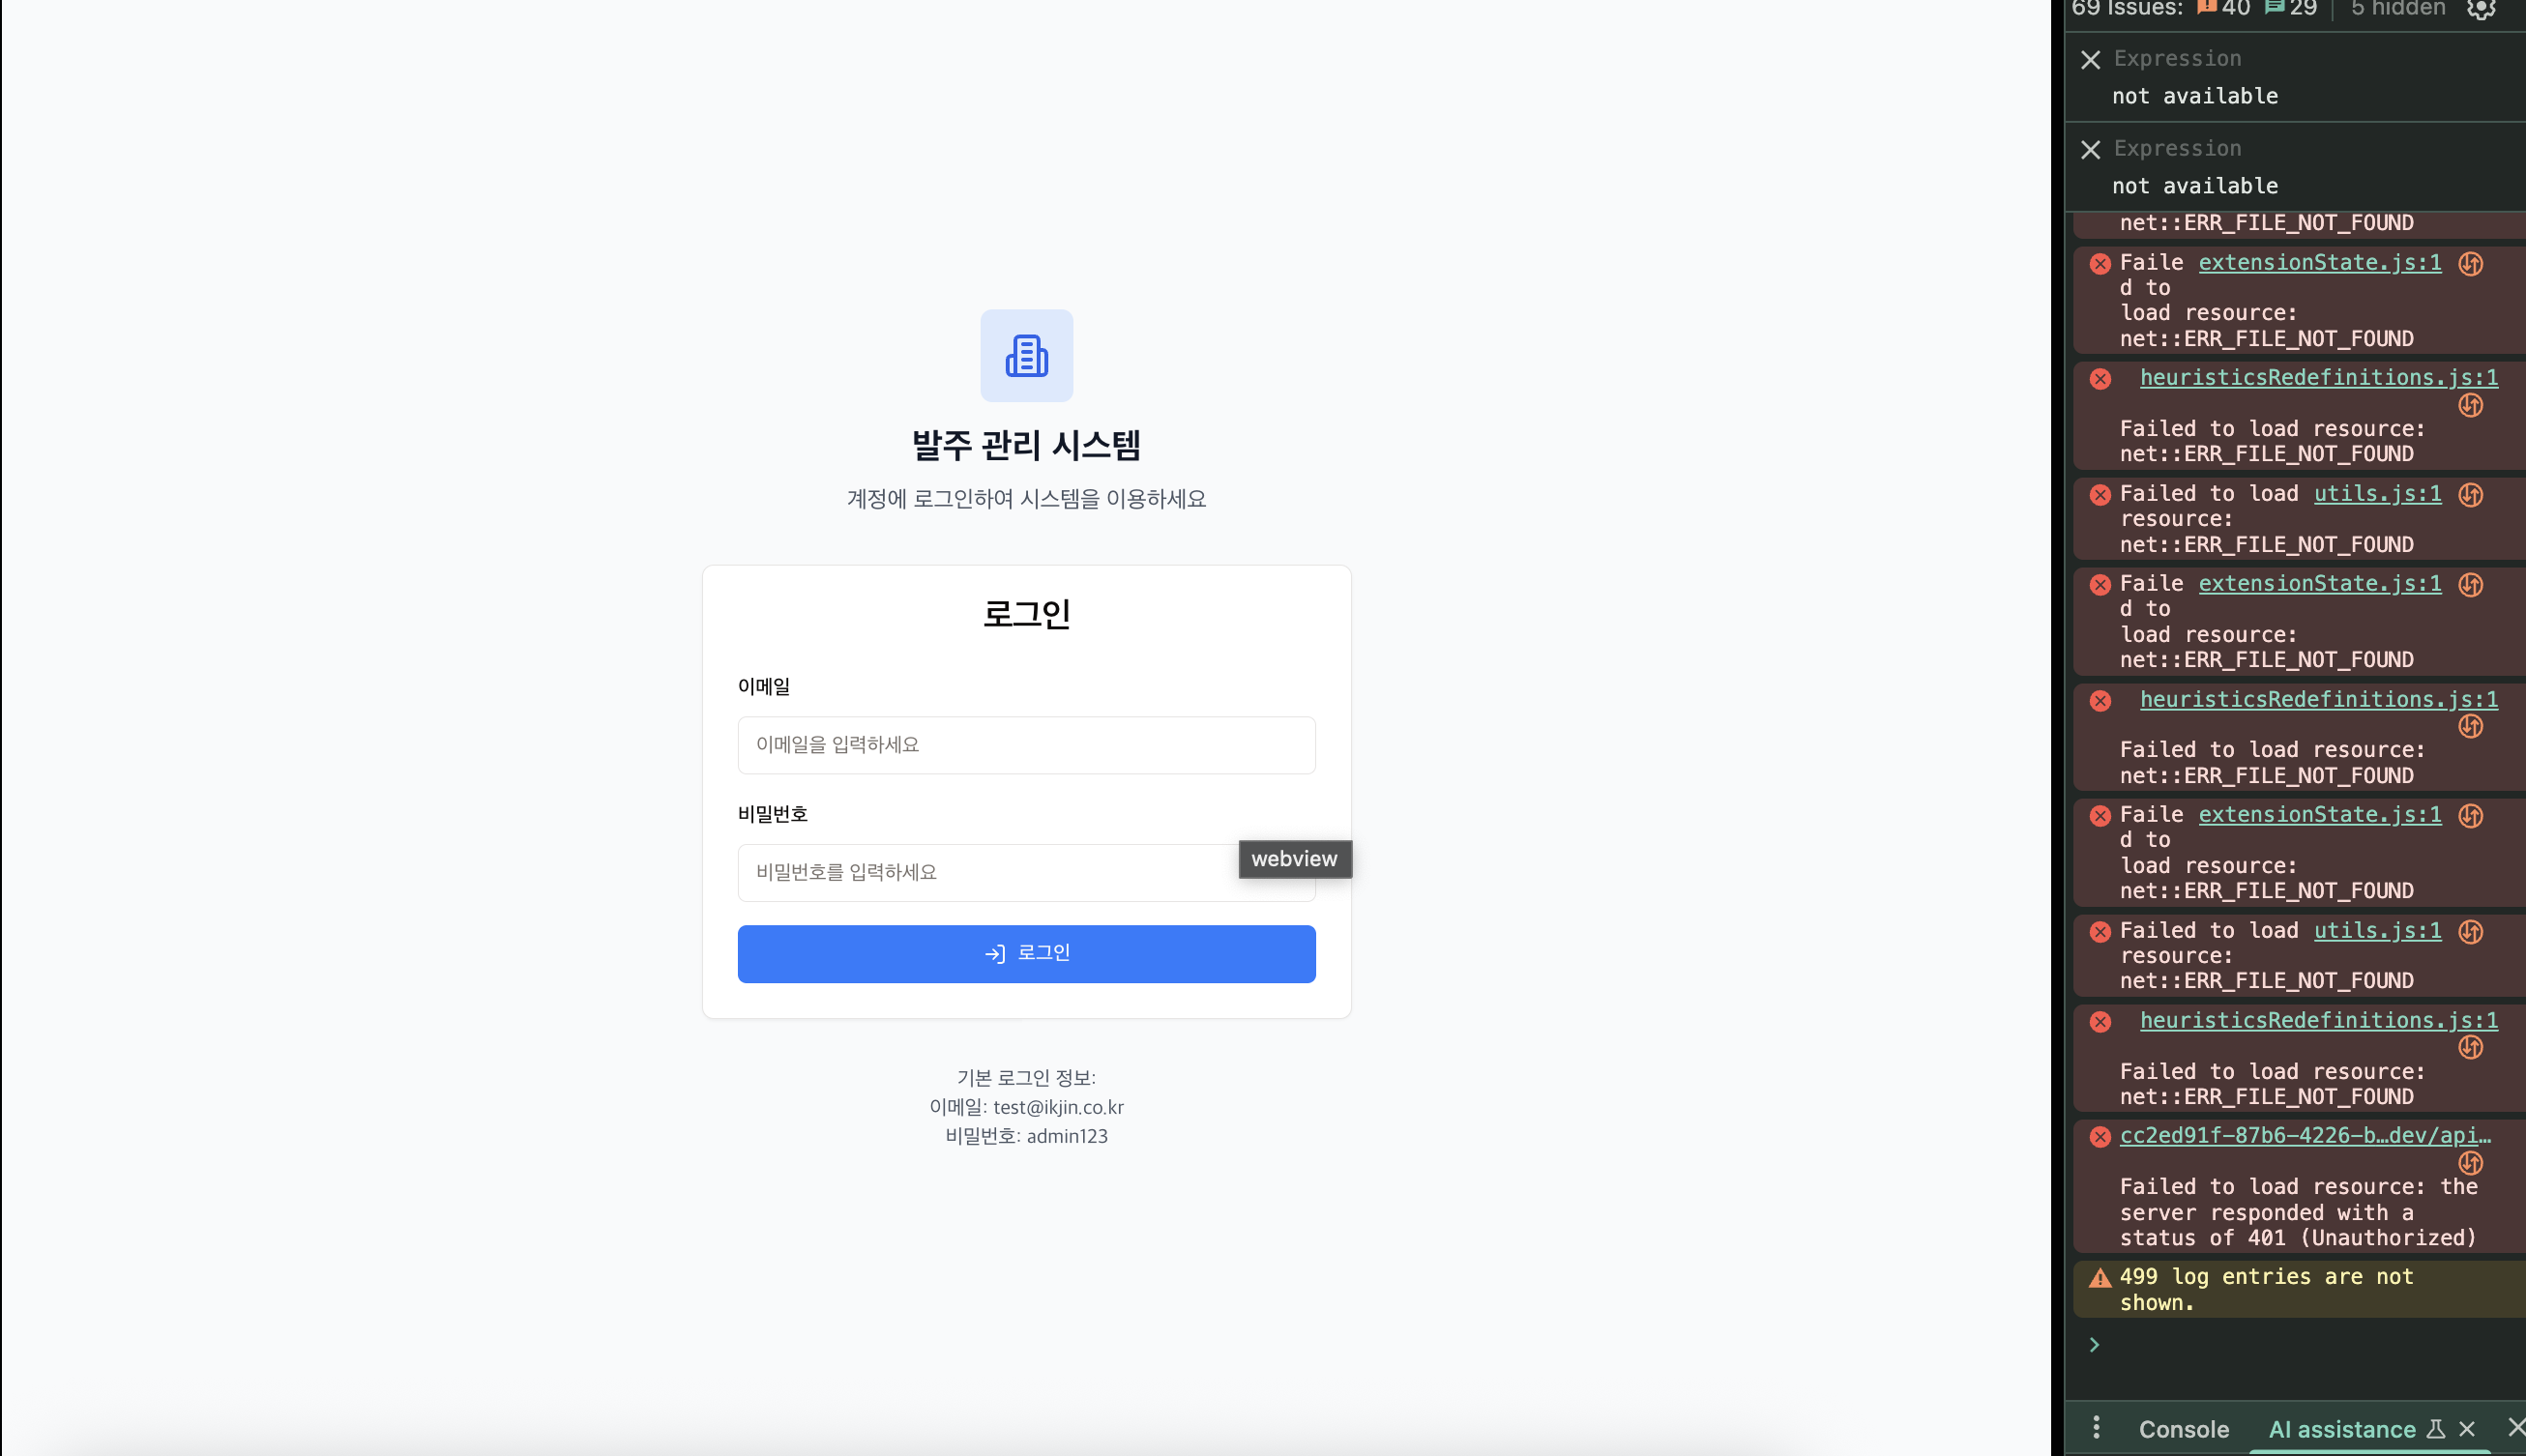 발주 관리 시스템
계정에 로그인하여 시스템을 이용하세요
로그인
이메일
이메일을 입력하세요
비밀번호
비밀번호를 입력하세요
webview
로그인
기본 로그인 정보:
이메일: test@ikjin.co.kr
비밀번호: admin123
69 Issues: 40 29 5 hidden
Expression
not available
Expression
not available
net::ERR_FILE_NOT_FOUND
Faile extensionState.js:1
d to
load resource:
net::ERR_FILE_NOT_FOUND
heuristicsRedefinitions.js:1
Failed to load resource:
net::ERR_FILE_NOT_FOUND
Failed to load utils.js:1
resource:
net::ERR_FILE_NOT_FOUND
Faile extensionState.js:1
d to
load resource:
net::ERR_FILE_NOT_FOUND
heuristicsRedefinitions.js:1
Failed to load resource:
net::ERR_FILE_NOT_FOUND
Faile extensionState.js:1
d to
load resource:
net::ERR_FILE_NOT_FOUND
Failed to load utils.js:1
resource:
net::ERR_FILE_NOT_FOUND
heuristicsRedefinitions.js:1
Failed to load resource:
net::ERR_FILE_NOT_FOUND
cc2ed91f-87b6-4226-b…dev/api…
Failed to load resource: the
server responded with a
status of 401 (Unauthorized)
499 log entries are not
shown.
Console AI assistance